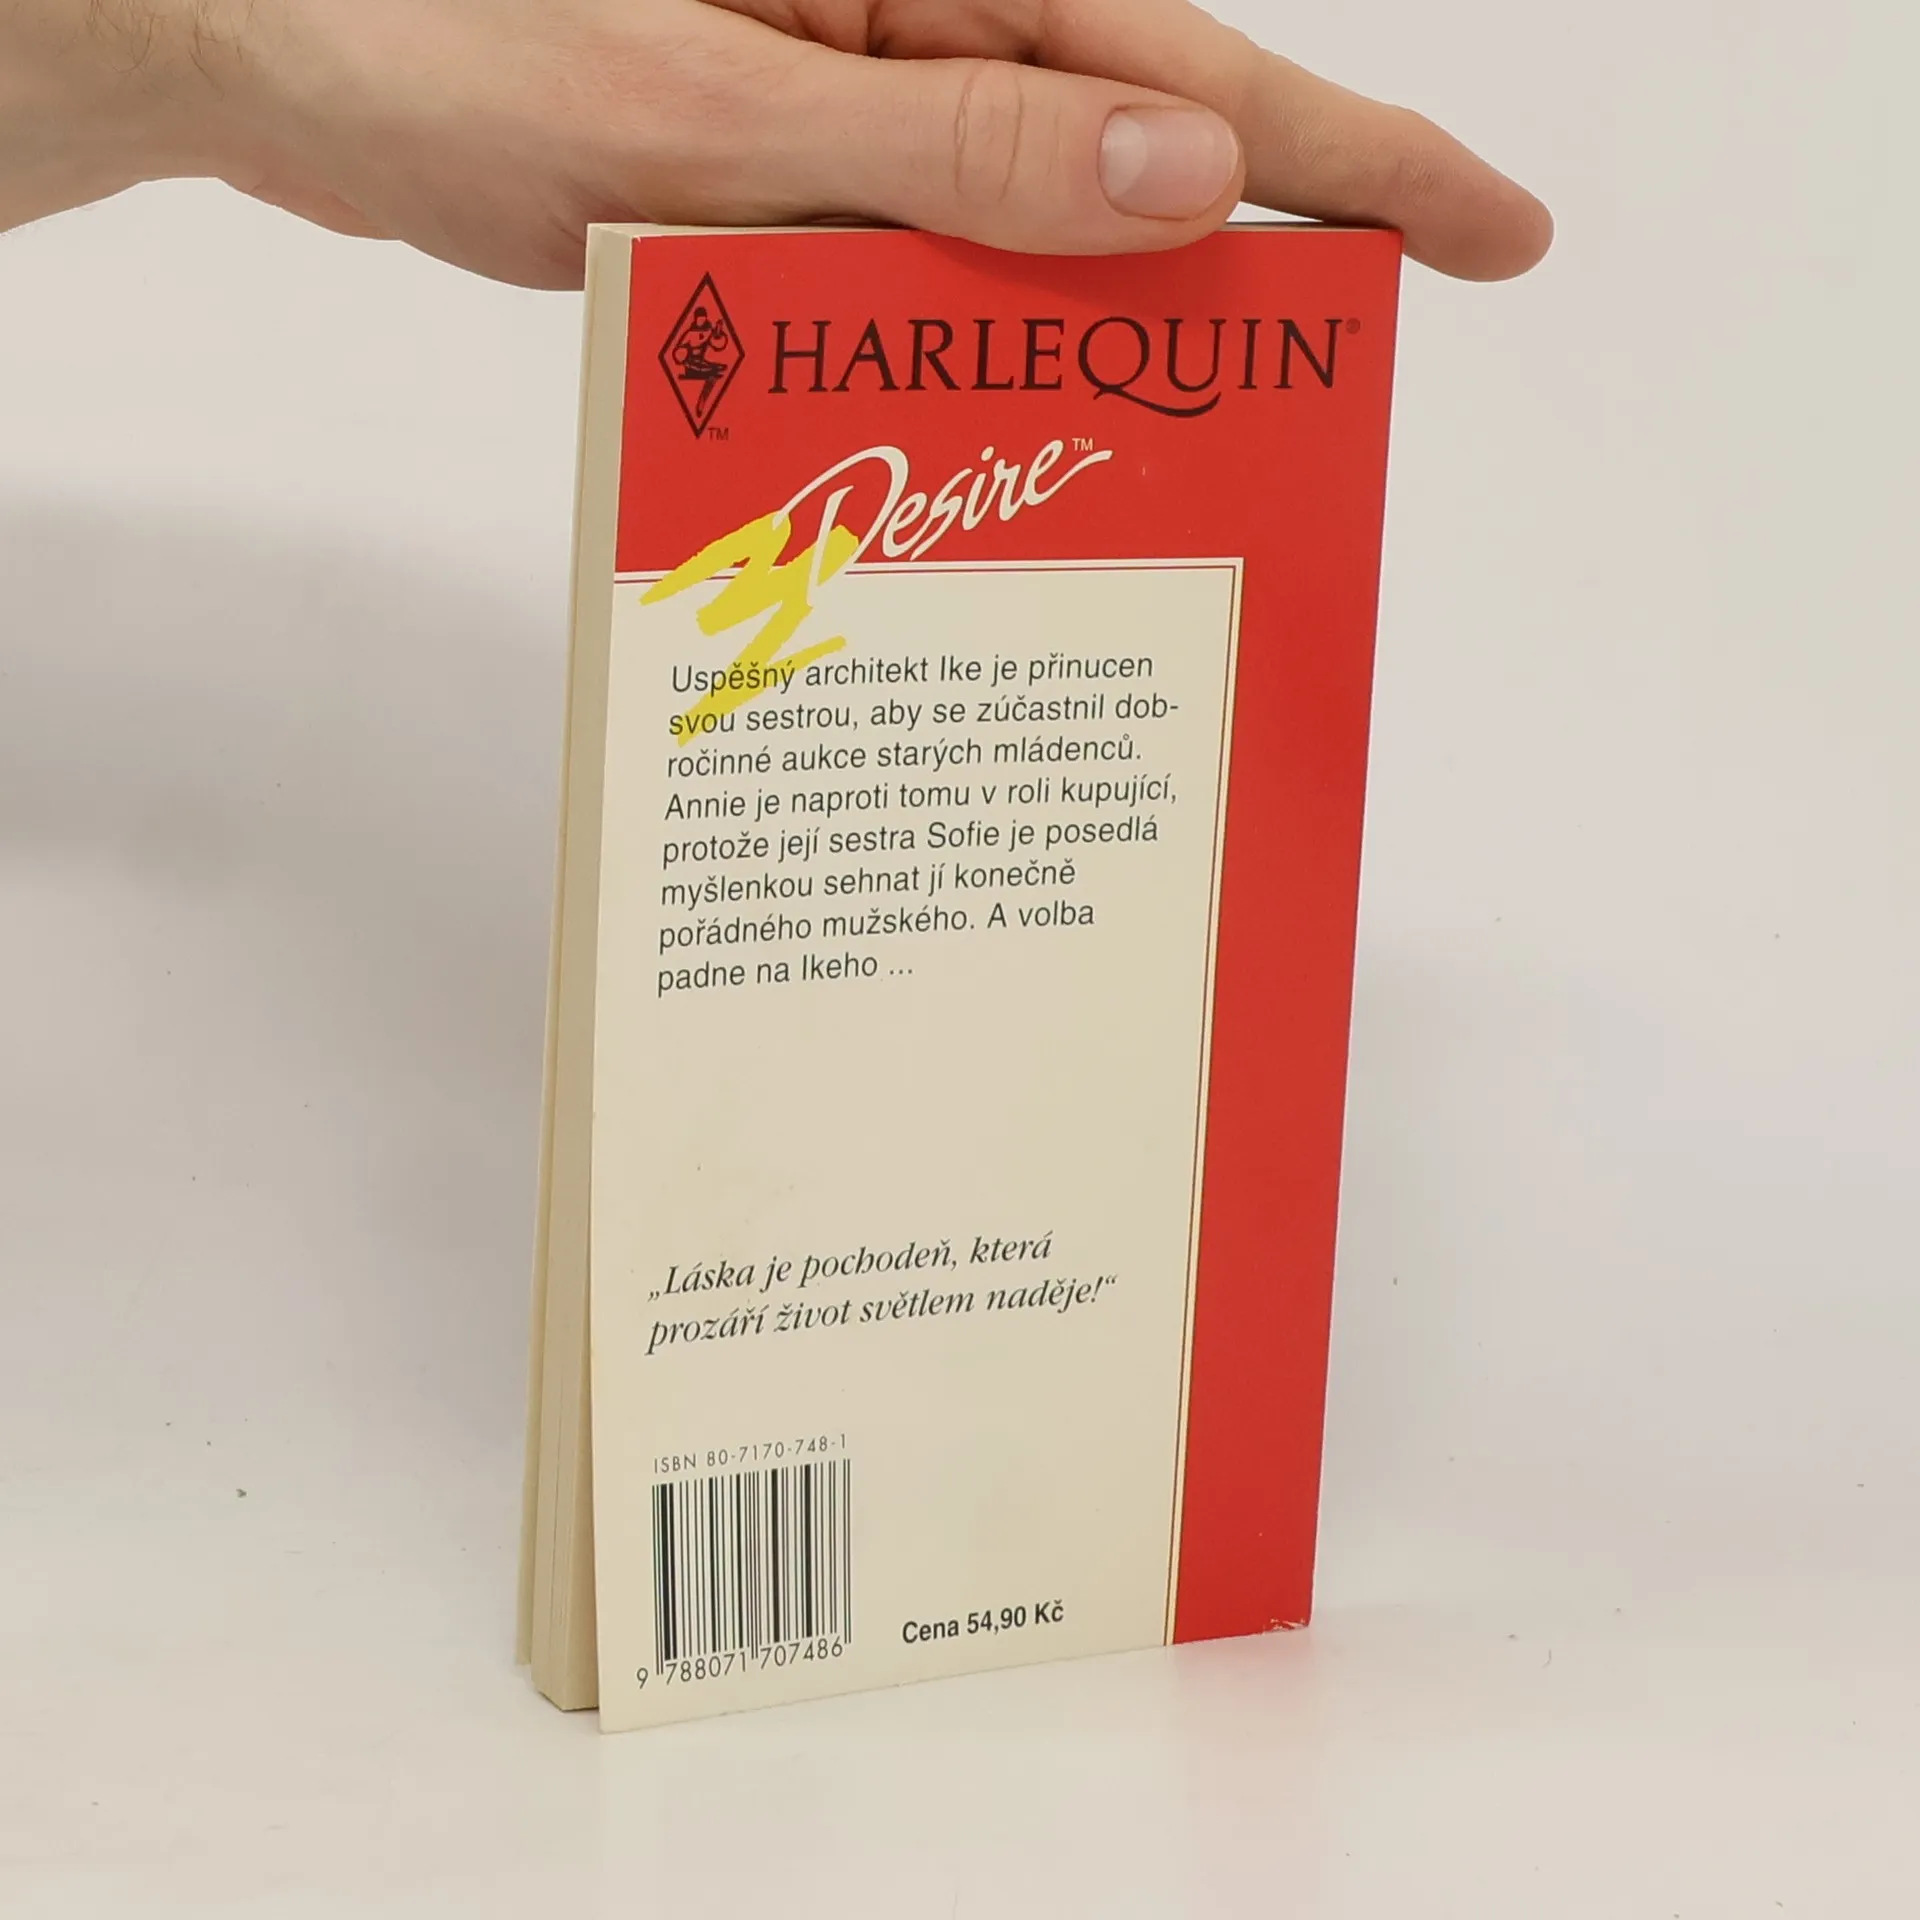 HARLEQUIN®
TM
Desire™
Uspěšný architekt Ike je přinucen
svou sestrou, aby se zúčastnil dob-
ročinné aukce starých mládenců.
Annie je naproti tomu v roli kupující,
protože její sestra Sofie je posedlá
myšlenkou sehnat jí konečně
pořádného mužského. A volba
padne na Ikeho ...
„Láska je pochodeň, která
prozáří život světlem naděje!“
ISBN 80-7170-748-1
9 788071 707486
Cena 54,90 Kč